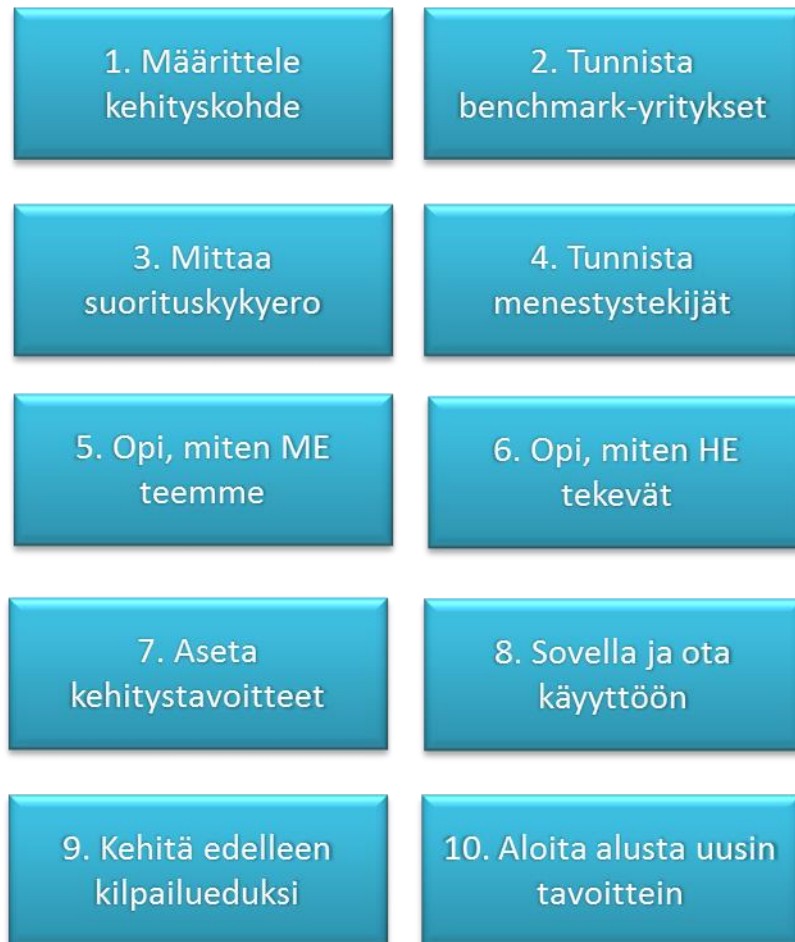 1. Määrittele
kehityskohde
2. Tunnista
benchmark-yritykset
3. Mittaa
suorituskykyero
4. Tunnista
menestystekijät
5. Opi, miten ME
teemme
6. Opi, miten HE
tekevät
7. Aseta
kehitystavoitteet
8. Sovella ja ota
käyyttöön
9. Kehitä edelleen
kilpailueduksi
10. Aloita alusta uusin
tavoittein